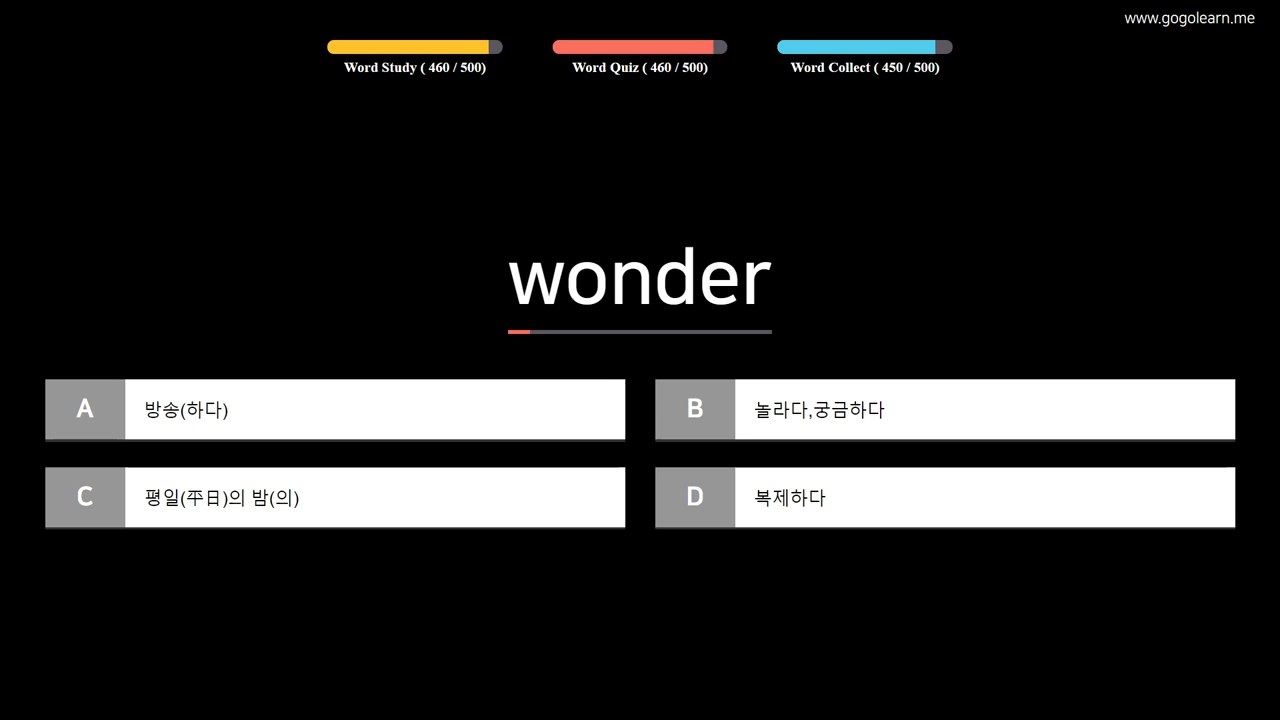 www.gogolearn.me
Word Study ( 460 / 500)
Word Quiz ( 460 / 500)
Word Collect ( 450 / 500)
wonder
A 방송(하다)
B 놀라다,궁금하다
C 평일(平日)의 밤(의)
D 복제하다